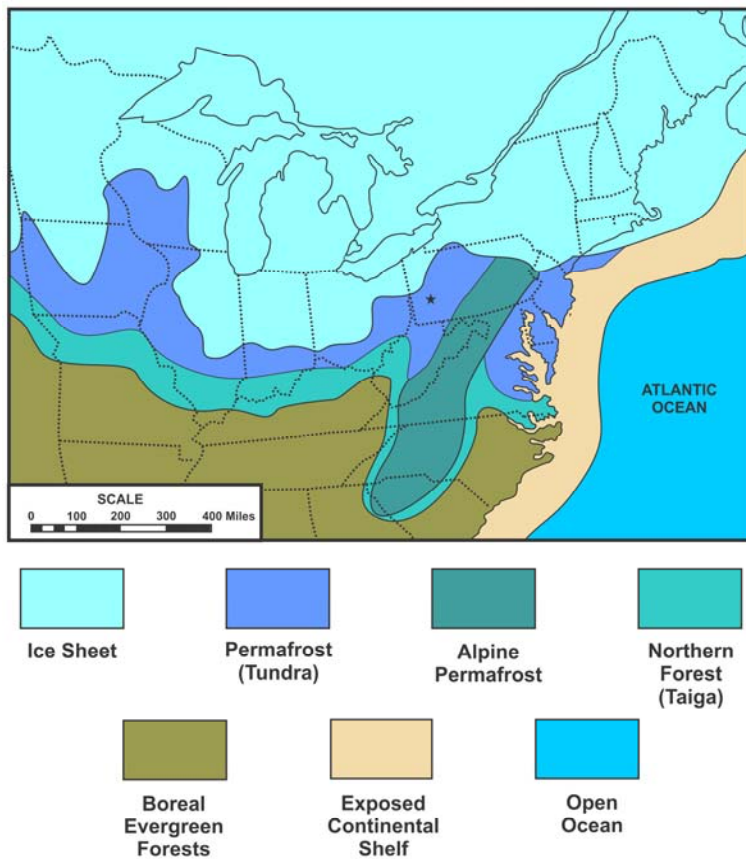 ATLANTIC
OCEAN
SCALE
0 100 200 300 400 Miles
Ice Sheet
Permafrost
(Tundra)
Alpine
Permafrost
Northern
Forest
(Taiga)
Boreal
Evergreen
Forests
Exposed
Continental
Shelf
Open
Ocean